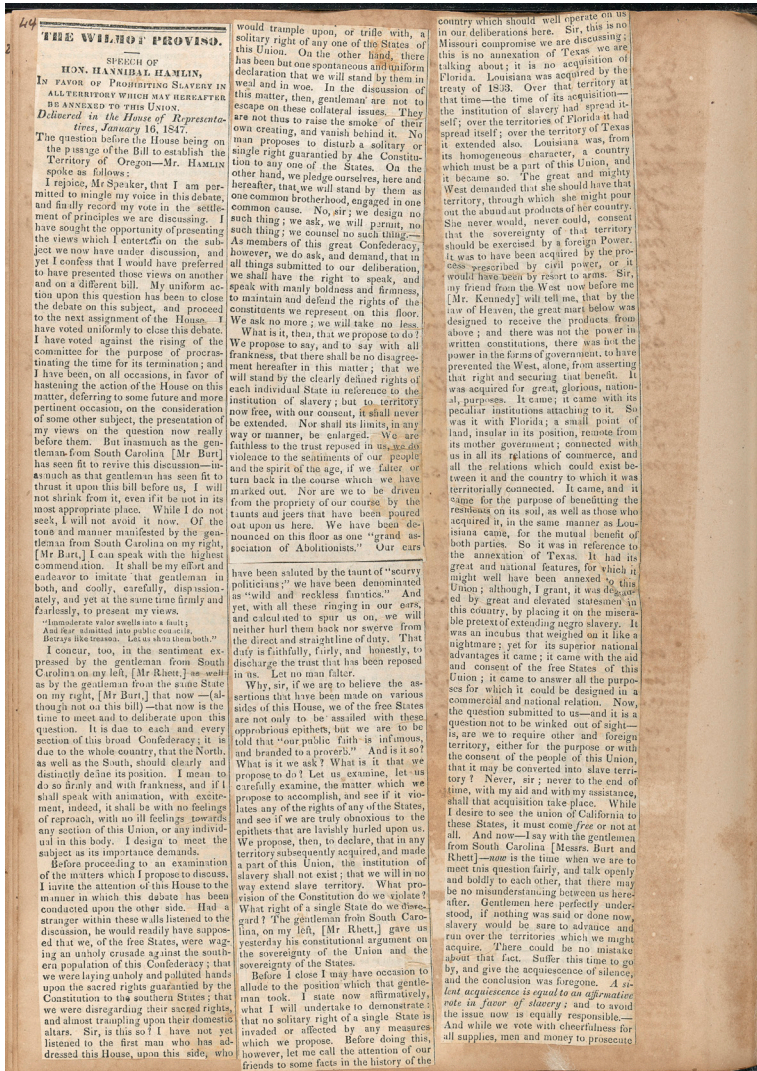 44
THE WILMOT PROVISO.
SPEECH OF
HON. HANNIBAL HAMLIN,
IN FAVOR OF PROHIBITING SLAVERY IN
ALL TERRITORY WHICH MAY HEREAFTER
BE ANNEXED TO THIS UNION.
Delivered in the House of Representa-
tives, January 16, 1847.
The question before the House being on
the passage of the Bill to establish the
Territory of Oregon—Mr. HAMLIN
spoke as follows:
I rejoice, Mr Speaker, that I am per-
mitted to mingle my voice in this debate,
and finally record my vote in the settle-
ment of principles we are discussing. I
have sought the opportunity of presenting
the views which I entertain on the sub-
ject we now have under discussion, and
yet I confess that I would have preferred
to have presented those views on another
and on a different bill. My uniform ac-
tion upon this question has been to close
the debate on this subject, and proceed
to the next assignment of the House. I
have voted uniformly to close this debate.
I have voted against the rising of the
committee for the purpose of procras-
tinating the time for its termination; and
I have been, on all occasions, in favor of
hastening the action of the House on this
matter, deferring to some future and more
pertinent occasion, on the consideration
of some other subject, the presentation of
my views on the question now really
before them. But inasmuch as the gen-
tleman from South Carolina [Mr Burt]
has seen fit to revive this discussion—in-
asmuch as that gentleman has seen fit to
thrust it upon this bill before us, I will
not shrink from it, even if it be not in its
most appropriate place. While I do not
seek, I will not avoid it now. Of the
tone and manner manifested by the gen-
tleman from South Carolina on my right,
[Mr Burt,] I can speak with the highest
commendation. It shall be my effort and
endeavor to imitate that gentleman in
both, and coolly, carefully, dispassion-
ately, and yet at the same time firmly and
fearlessly, to present my views.
"Immoderate valor swells into a fault;
And fear admitted into public councils,
Betrays like treason. Let us shun them both."
I concur, too, in the sentiment ex-
pressed by the gentleman from South
Carolina on my left, [Mr Rhett,] as well
as by the gentleman from the same State
on my right, [Mr Burt,] that now—(al-
though not on this bill)—that now is the
time to meet and to deliberate upon this
question. It is due to each and every
section of this broad Confederacy; it is
due to the whole country, that the North,
as well as the South, should clearly and
distinctly define its position. I mean to
do so firmly and with frankness, and if I
shall speak with animation, with excite-
ment, indeed, it shall be with no feelings
of reproach, with no ill feelings towards
any section of this Union, or any individ-
ual in this body. I design to meet the
subject as its importance demands.
Before proceeding to an examination
of the matters which I propose to discuss,
I invite the attention of this House to the
manner in which this debate has been
conducted upon the other side. Had a
stranger within these walls listened to the
discussion, he would readily have suppos-
ed that we, of the free States, were wag-
ing an unholy crusade against the south-
ern population of this Confederacy; that
we were laying unholy and polluted hands
upon the sacred rights guarantied by the
Constitution to the southern States; that
we were disregarding their sacred rights,
and almost trampling upon their domestic
altars. Sir, is this so? I have not yet
listened to the first man who has ad-
dressed this House, upon this side, who
would trample upon, or trifle with, a
solitary right of any one of the States of
this Union. On the other hand, there
has been but one spontaneous and uniform
declaration that we will stand by them in
weal and in woe. In the discussion of
this matter, then, gentleman are not to
escape on these collateral issues. They
are not thus to raise the smoke of their
own creating, and vanish behind it. No
man proposes to disturb a solitary or
single right guarantied by the Constitu-
tion to any one of the States. On the
other hand, we pledge ourselves, here and
hereafter, that we will stand by them as
one common brotherhood, engaged in one
common cause. No, sir; we design no
such thing; we ask, we will permit, no
such thing; we counsel no such thing.—
As members of this great Confederacy,
however, we do ask, and demand, that in
all things submitted to our deliberation,
we shall have the right to speak, and
speak with manly boldness and firmness,
to maintain and defend the rights of the
constituents we represent on this floor.
We ask no more; we will take no less.
What is it, then, that we propose to do?
We propose to say, and to say with all
frankness, that there shall be no disagree-
ment hereafter in this matter; that we
will stand by the clearly defined rights of
each individual State in reference to the
institution of slavery; but to territory
now free, with our consent, it shall never
be extended. Nor shall its limits, in any
way or manner, be enlarged. We are
faithless to the trust reposed in us, we do
violence to the sentiments of our people
and the spirit of the age, if we falter or
turn back in the course which we have
marked out. Nor are we to be driven
from the propriety of our course by the
taunts and jeers that have been poured
out upon us here. We have been de-
nounced on this floor as one "grand as-
sociation of Abolitionists." Our ears
have been saluted by the taunt of "scurvy
politicians;" we have been denominated
as "wild and reckless fanatics." And
yet, with all these ringing in our ears,
and calculated to spur us on, we will
neither hurl them back nor swerve from
the direct and straight line of duty. That
duty is faithfully, fairly, and honestly, to
discharge the trust that has been reposed
in us. Let no man falter.
Why, sir, if we are to believe the as-
sertions that have been made on various
sides of this House, we of the free States
are not only to be assailed with these
opprobrious epithets, but we are to be
told that "our public faith is infamous,
and branded to a proverb." And is it so?
What is it we ask? What is it that we
propose to do? Let us examine, let us
carefully examine, the matter which we
propose to accomplish, and see if it vio-
lates any of the rights of any of the States,
and see if we are truly obnoxious to the
epithets that are lavishly hurled upon us.
We propose, then, to declare, that in any
territory subsequently acquired, and made
a part of this Union, the institution of
slavery shall not exist; that we will in no
way extend slave territory. What pro-
vision of the Constitution do we violate?
What right of a single State do we disre-
gard? The gentleman from South Caro-
lina, on my left, [Mr Rhett,] gave us
yesterday his constitutional argument on
the sovereignty of the Union and the
sovereignty of the States.
Before I close I may have occasion to
allude to the position which that gentle-
man took. I state now affirmatively,
what I will undertake to demonstrate:
that no solitary right of a single State is
invaded or affected by any measures
which we propose. Before doing this,
however, let me call the attention of our
friends to some facts in the history of the
country which should well operate on us
in our deliberations here. Sir, this is no
Missouri compromise we are discussing;
this is no annexation of Texas we are
talking about; it is no acquisition of
Florida. Louisiana was acquired by the
treaty of 1803. Over that territory at
that time—the time of its acquisition—
the institution of slavery had spread it-
self; over the territories of Florida it had
spread itself; over the territory of Texas
it extended also. Louisiana was, from
its homogeneous character, a country
which must be a part of this Union, and
it became so. The great and mighty
West demanded that she should have that
territory, through which she might pour
out the abundant products of her country.
She never would, never could, consent
that the sovereignty of that territory
should be exercised by a foreign Power.
It was to have been acquired by the pro-
cess prescribed by civil power, or it
would have been by resort to arms. Sir,
my friend from the West now before me
[Mr. Kennedy] will tell me, that by the
law of Heaven, the great mart below was
designed to receive the products from
above; and there was not the power in
written constitutions, there was not the
power in the forms of government, to have
prevented the West, alone, from asserting
that right and securing that benefit. It
was acquired for great, glorious, nation-
al, purposes. It came; it came with its
peculiar institutions attaching to it. So
was it with Florida; a small point of
land, insular in its position, remote from
its mother government; connected with
us in all its relations of commerce, and
all the relations which could exist be-
tween it and the country to which it was
territorially connected. It came, and it
came for the purpose of benefitting the
residents on its soil, as well as those who
acquired it, in the same manner as Lou-
isiana came, for the mutual benefit of
both parties. So it was in reference to
the annexation of Texas. It had its
great and national features, for which it
might well have been annexed to this
Union; although, I grant, it was degrad-
ed by great and elevated statesmen in
this country, by placing it on the misera-
ble pretext of extending negro slavery. It
was an incubus that weighed on it like a
nightmare; yet for its superior national
advantages it came; it came with the aid
and consent of the free States of this
Union; it came to answer all the purpo-
ses for which it could be designed in a
commercial and national relation. Now,
the question submitted to us—and it is a
question not to be winked out of sight—
is, are we to require other and foreign
territory, either for the purpose or with
the consent of the people of this Union,
that it may be converted into slave terri-
tory? Never, sir; never to the end of
time, with my aid and with my assistance,
shall that acquisition take place. While
I desire to see the union of California to
these States, it must come free or not at
all. And now—I say with the gentlemen
from South Carolina [Messrs. Burt and
Rhett]—now is the time when we are to
meet this question fairly, and talk openly
and boldly to each other, that there may
be no misunderstanding between us here-
after. Gentlemen here perfectly under-
stood, if nothing was said or done now,
slavery would be sure to advance and
run over the territories which we might
acquire. There could be no mistake
about that fact. Suffer this time to go
by, and give the acquiescence of silence,
and the conclusion was foregone. A si-
lent acquiescence is equal to an affirmative
vote in favor of slavery; and to avoid
the issue now is equally responsible.—
And while we vote with cheerfulness for
all supplies, men and money to prosecute